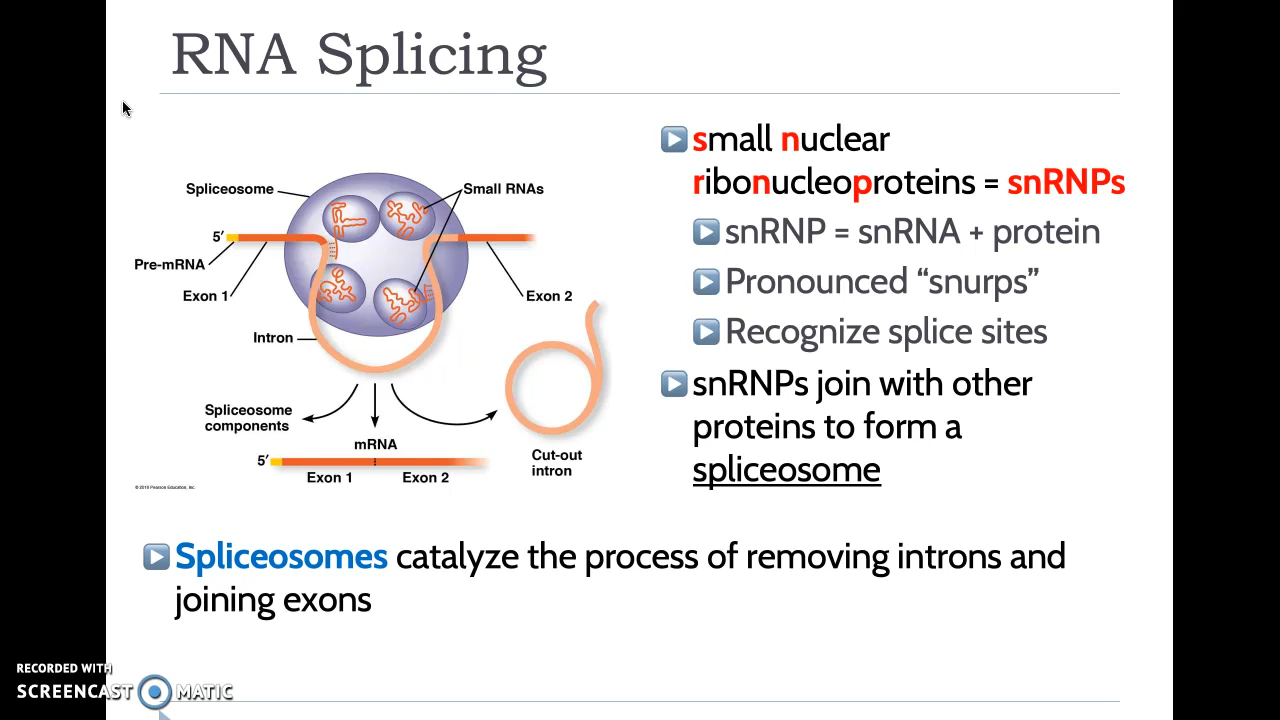 RNA Splicing
Spliceosome
Small RNAs
5′
Pre-mRNA
Exon 1
Exon 2
Intron
Spliceosome
components
mRNA
5′
Exon 1
Exon 2
Cut-out
intron
© 2016 Pearson Education, Inc.
small nuclear
ribonucleoproteins = snRNPs
snRNP = snRNA + protein
Pronounced “snurps”
Recognize splice sites
snRNPs join with other
proteins to form a
spliceosome
Spliceosomes catalyze the process of removing introns and
joining exons
RECORDED WITH
SCREENCAST MATIC